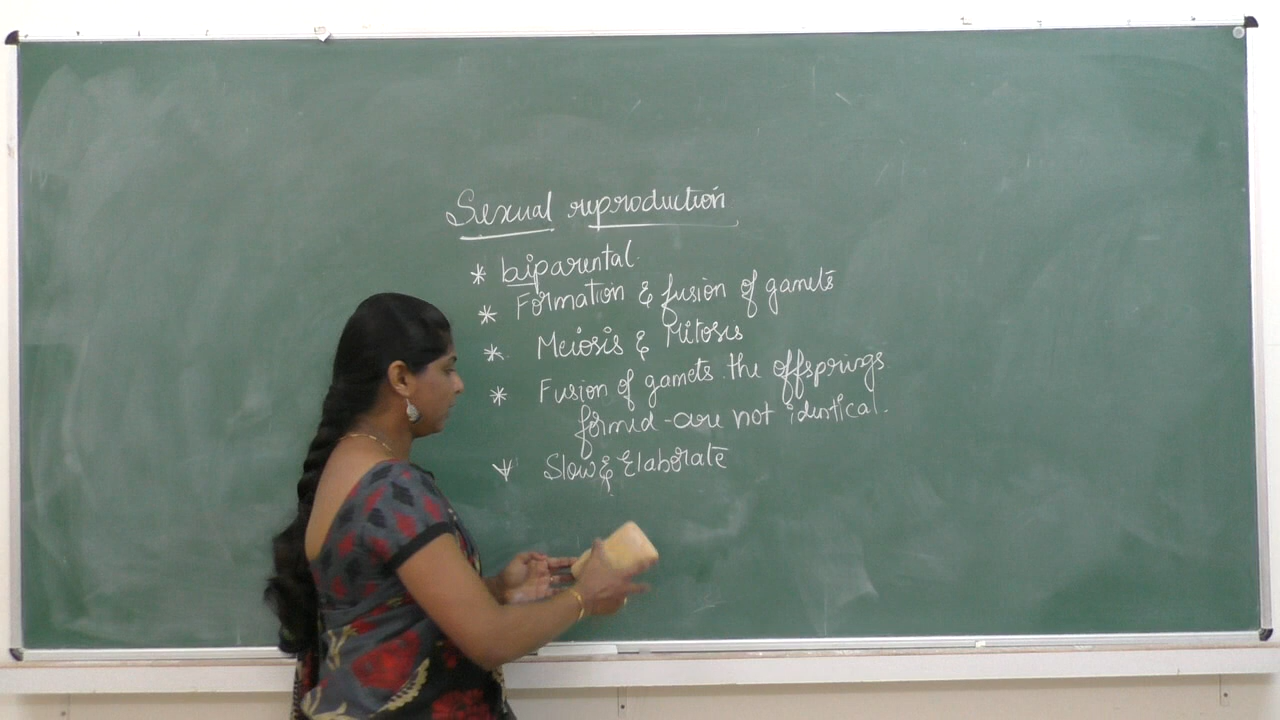 Sexual reproduction
* biparental.
* Formation & fusion of gamets
* Meiosis & Mitosis
* Fusion of gamets the offsprings
formed - are not identical.
* Slow & Elaborate